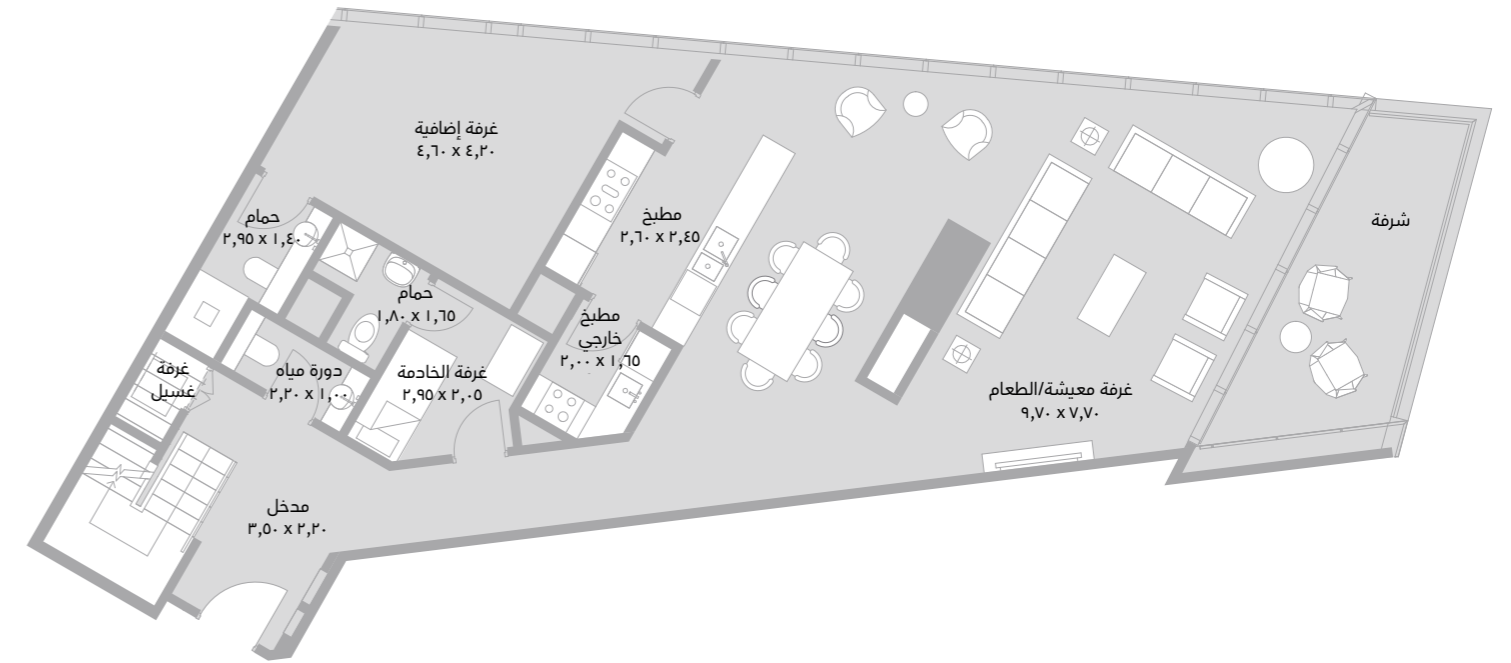 غرفة إضافية
٤,٦٠ x ٤,٢٠
حمام
٢,٩٥ x ١,٤٠
مطبخ
٢,٦٠ x ٢,٤٥
شرفة
حمام
١,٨٠ x ١,٦٥
مطبخ
خارجي
٢,٠٠ x ١,٦٥
غرفة
غسيل
دورة مياه
٢,٢٠ x ١,٠٠
غرفة الخادمة
٢,٩٥ x ٢,٠٥
غرفة معيشة/الطعام
٩,٧٠ x ٧,٧٠
مدخل
٣,٥٠ x ٢,٢٠